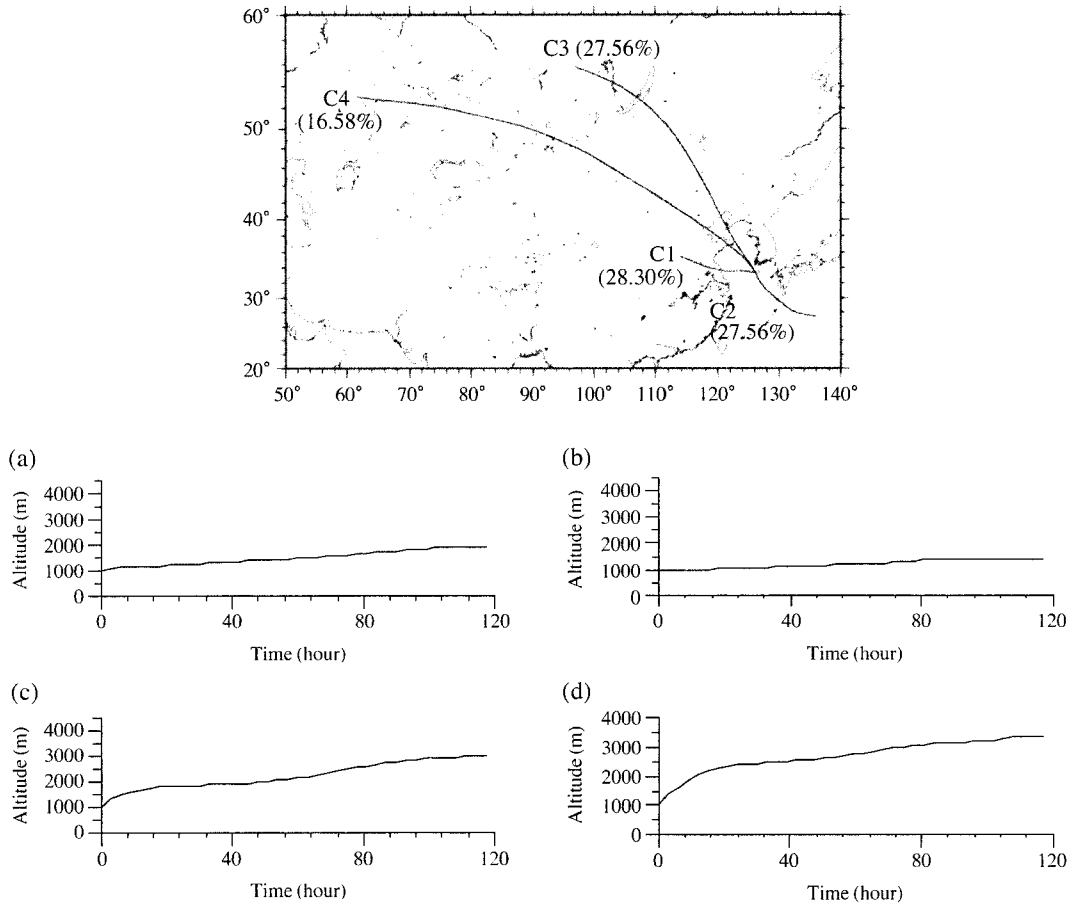 60°
C3 (27.56%)
C4
(16.58%)
50°
40°
C1
(28.30%)
30°
C2
(27.56%)
20°
50° 60° 70° 80° 90° 100° 110° 120° 130° 140°
(a)
Altitude (m)
4000
3000
2000
1000
0
0 40 80 120
Time (hour)
(b)
Altitude (m)
4000
3000
2000
1000
0
0 40 80 120
Time (hour)
(c)
Altitude (m)
4000
3000
2000
1000
0
0 40 80 120
Time (hour)
(d)
Altitude (m)
4000
3000
2000
1000
0
0 40 80 120
Time (hour)